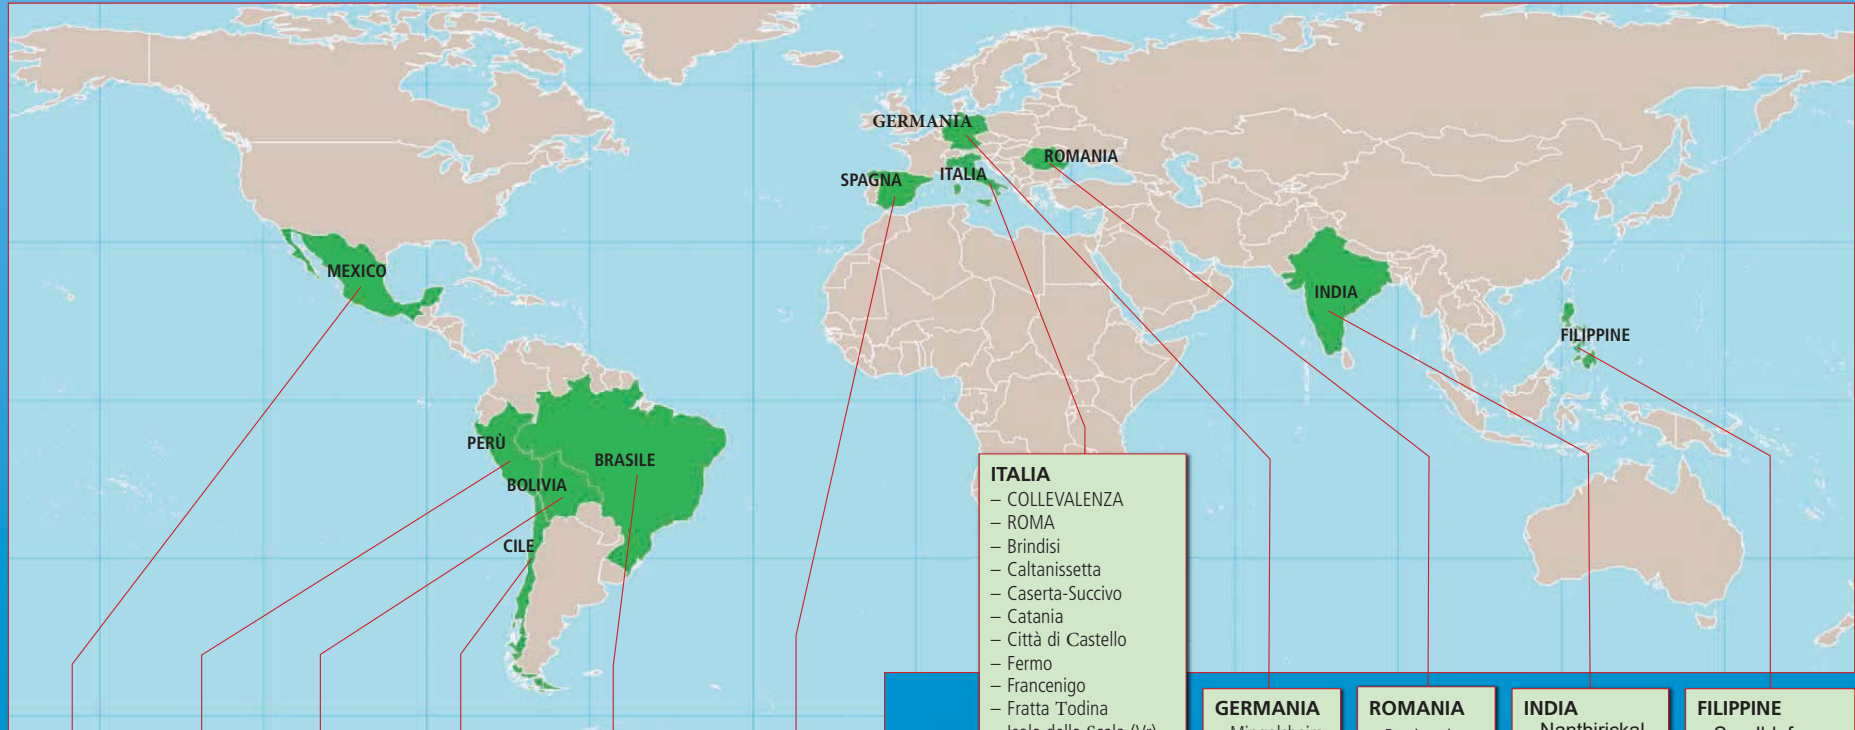 GERMANIA
ROMANIA
SPAGNA
ITALIA
MEXICO
INDIA
FILIPPINE
PERÙ
BRASILE
BOLIVIA
CILE
ITALIA
– COLLEVALENZA
– ROMA
– Brindisi
– Caltanissetta
– Caserta-Succivo
– Catania
– Città di Castello
– Fermo
– Francenigo
– Fratta Todina
GERMANIA
ROMANIA
INDIA
Nanthirickal
FILIPPINE